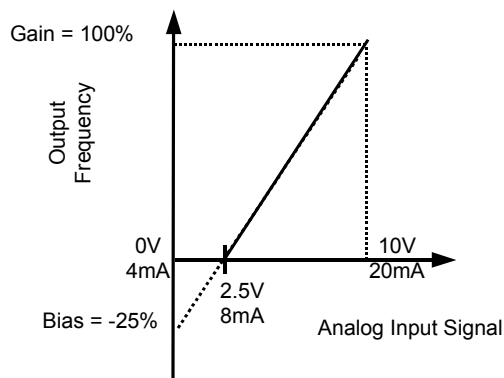 Gain = 100%
Output
Frequency
0V
4mA
10V
20mA
2.5V
8mA
Bias = -25%
Analog Input Signal